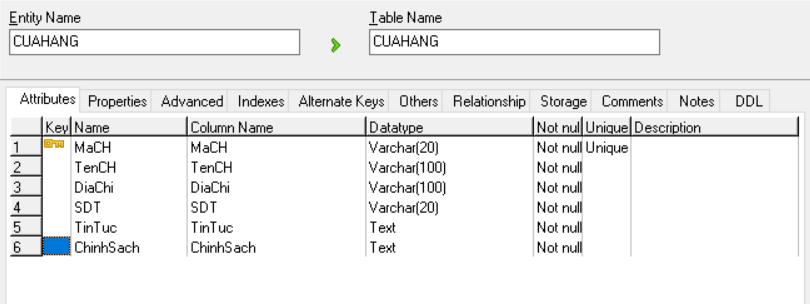 Entity Name Table Name
CUAHANG CUAHANG
Attributes Properties Advanced Indexes Alternate Keys Others Relationship Storage Comments Notes DDL
Key Name Column Name Datatype Not nul Unique Description
1 MaCH MaCH Varchar(20) Not null Unique
2 TenCH TenCH Varchar(100) Not null
3 DiaChi DiaChi Varchar(100) Not null
4 SDT SDT Varchar(20) Not null
5 TinTuc TinTuc Text Not null
6 ChinhSach ChinhSach Text Not null